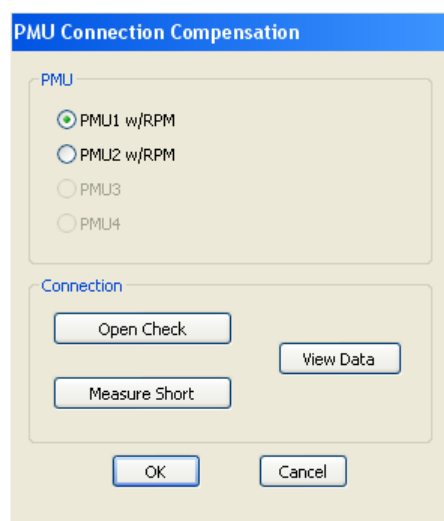 PMU Connection Compensation
PMU
PMU1 w/RPM
PMU2 w/RPM
PMU3
PMU4
Connection
Open Check
View Data
Measure Short
OK
Cancel